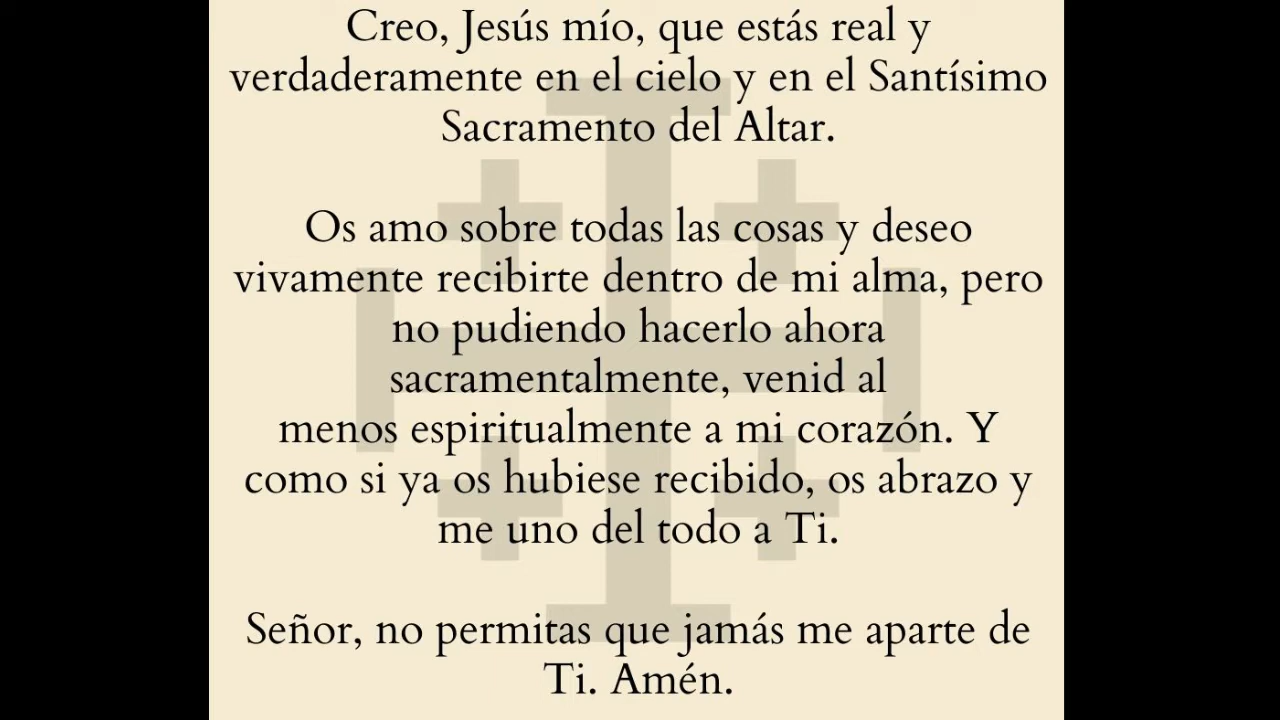 Creo, Jesús mío, que estás real y
verdaderamente en el cielo y en el Santísimo
Sacramento del Altar.
Os amo sobre todas las cosas y deseo
vivamente recibirte dentro de mi alma, pero
no pudiendo hacerlo ahora
sacramentalmente, venid al
menos espiritualmente a mi corazón. Y
como si ya os hubiese recibido, os abrazo y
me uno del todo a Ti.
Señor, no permitas que jamás me aparte de
Ti. Amén.